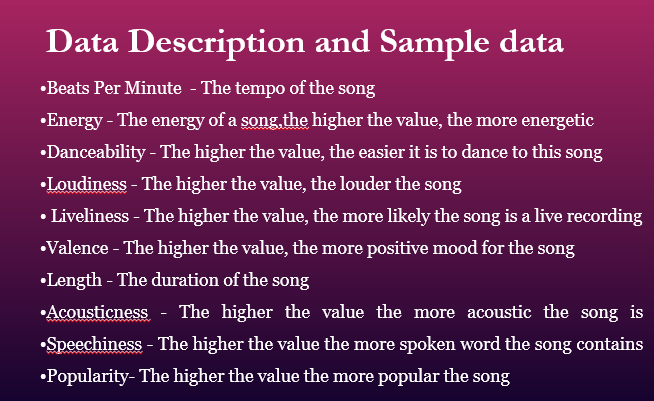 Data Description and Sample data
•Beats Per Minute - The tempo of the song
•Energy - The energy of a song,the higher the value, the more energetic
•Danceability - The higher the value, the easier it is to dance to this song
•Loudiness - The higher the value, the louder the song
• Liveliness - The higher the value, the more likely the song is a live recording
•Valence - The higher the value, the more positive mood for the song
•Length - The duration of the song
•Acousticness - The higher the value the more acoustic the song is
•Speechiness - The higher the value the more spoken word the song contains
•Popularity- The higher the value the more popular the song